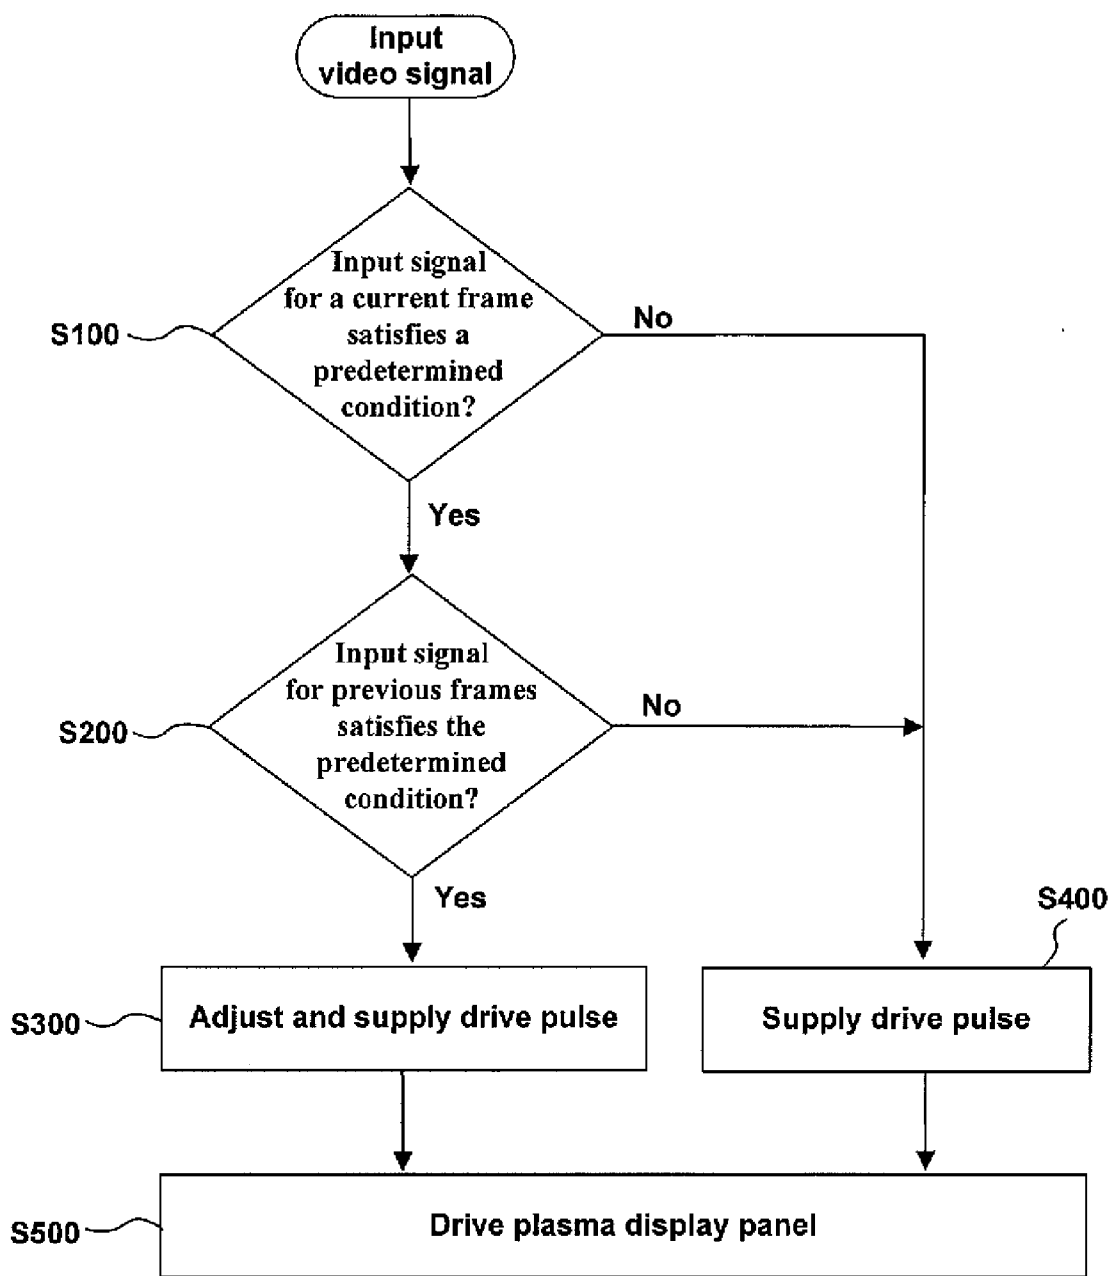 Input
video signal
Input signal
for a current frame
satisfies a
predetermined
condition?
S100
No
Yes
Input signal
for previous frames
satisfies the
predetermined
condition?
S200
No
Yes
S400
S300
Adjust and supply drive pulse
Supply drive pulse
S500
Drive plasma display panel